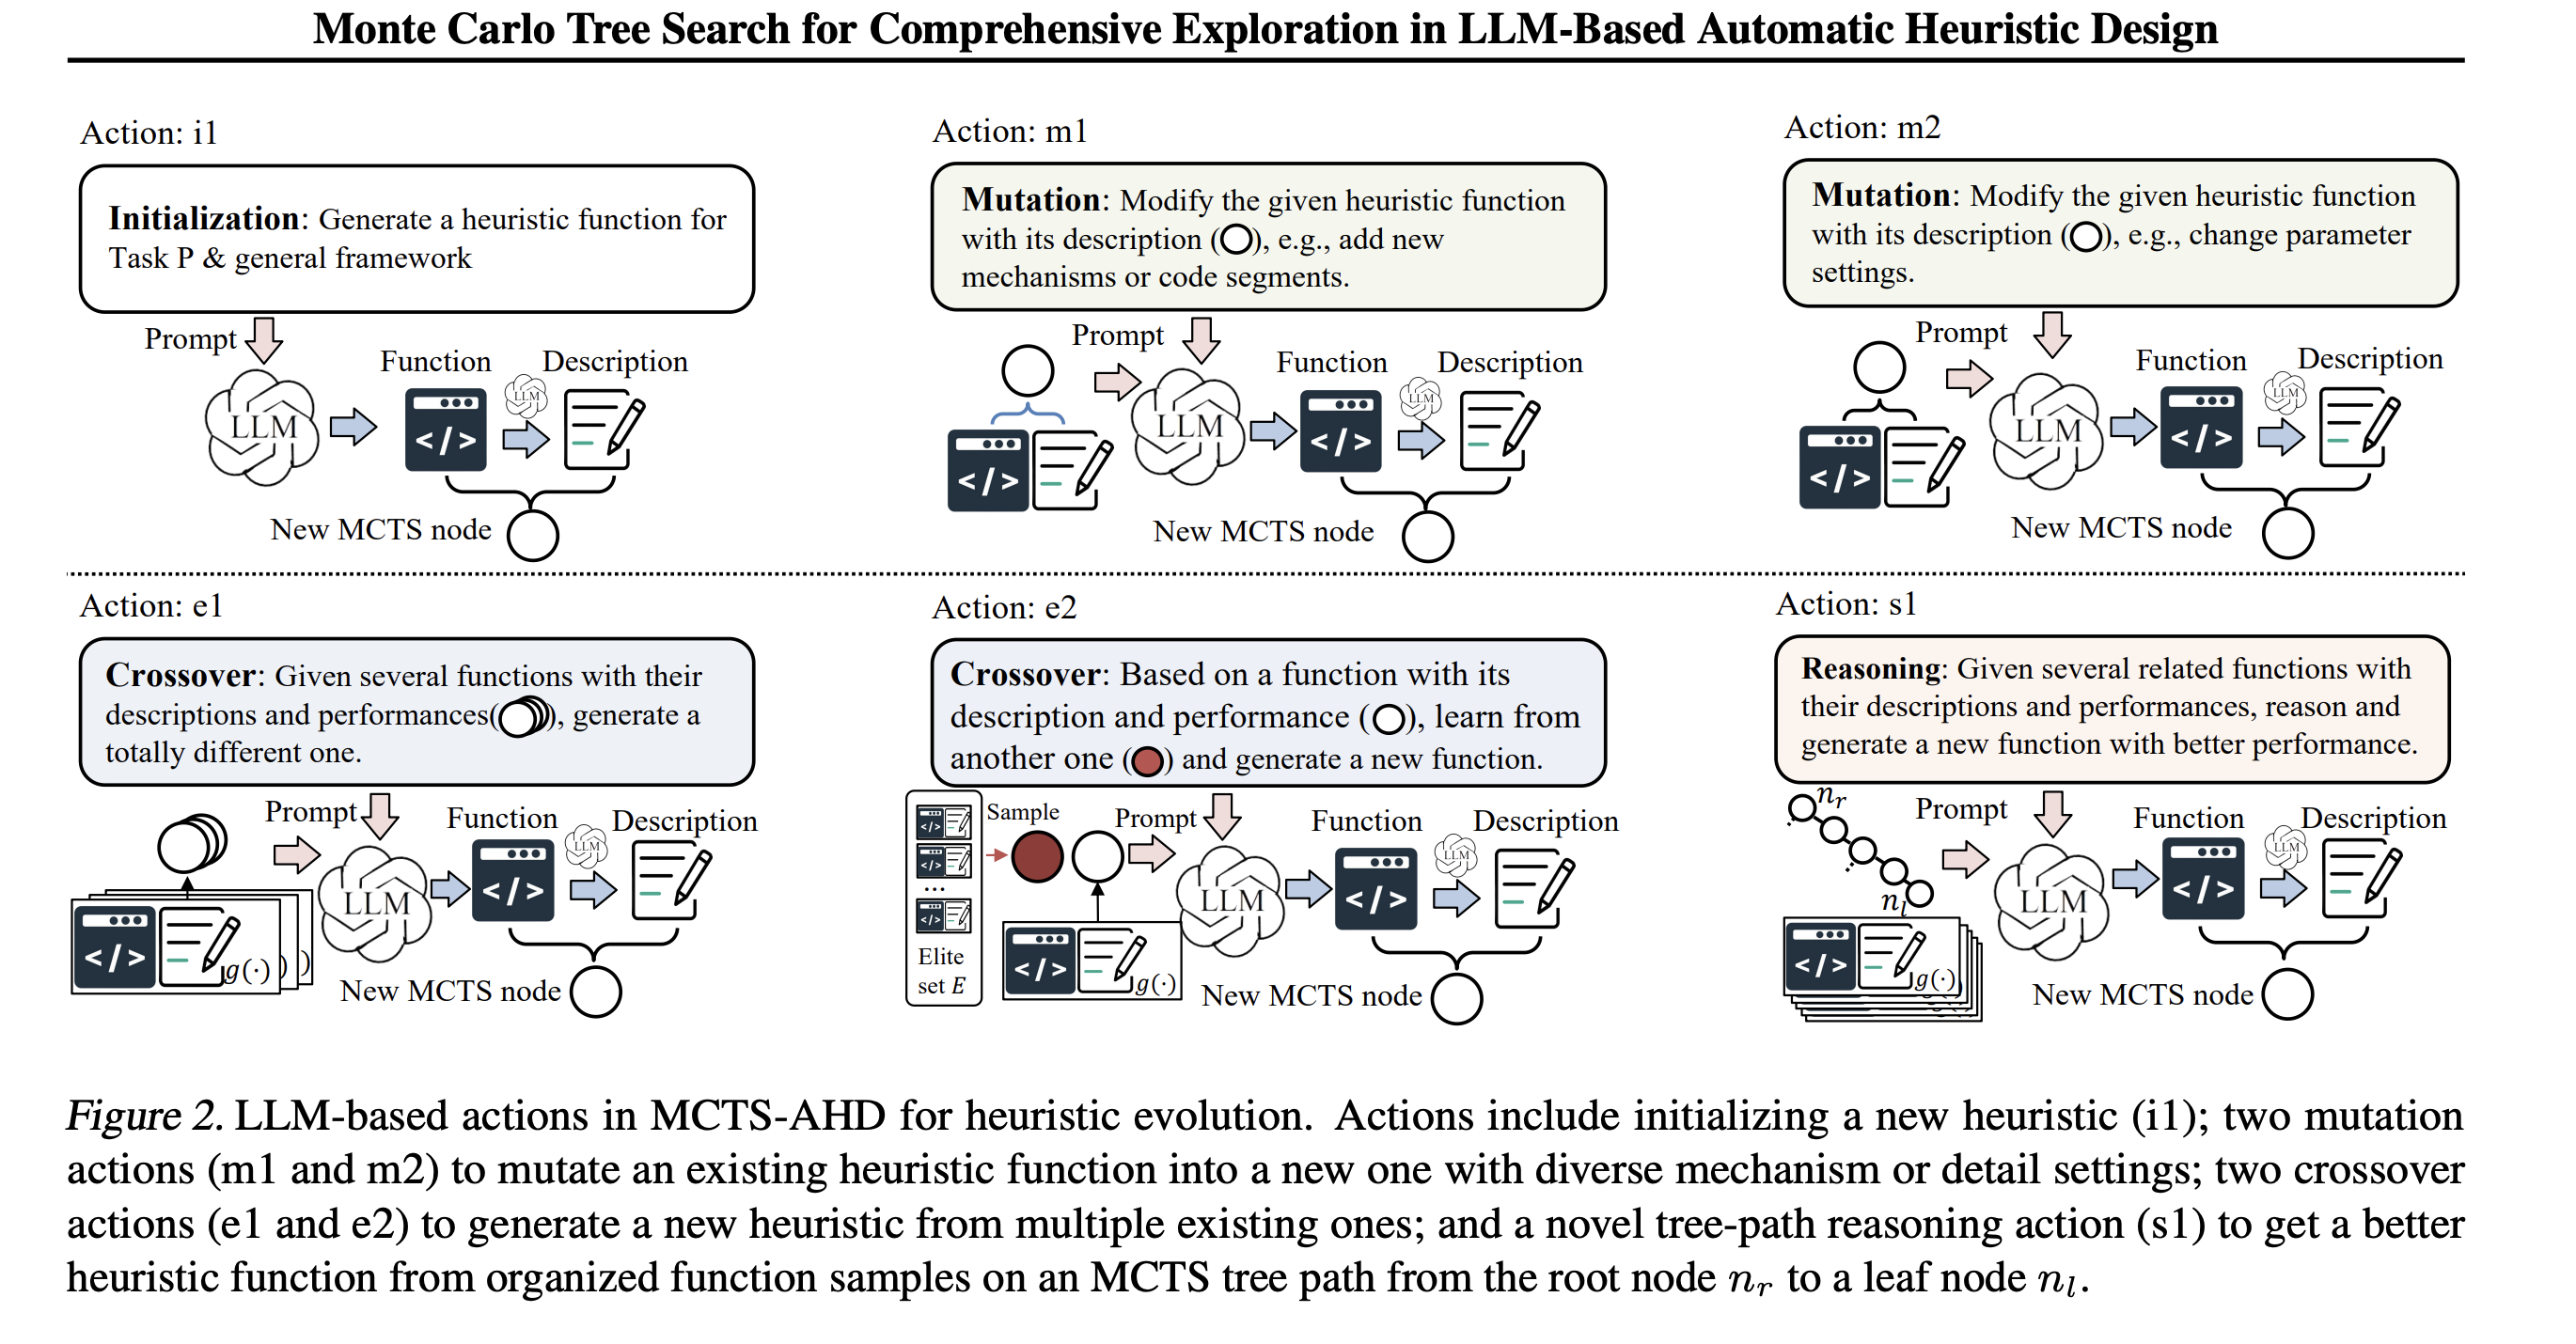 Monte Carlo Tree Search for Comprehensive Exploration in LLM-Based Automatic Heuristic Design
Action: i1
Initialization: Generate a heuristic function for
Task P & general framework
Prompt
Function
Description
LLM
LLM
</>
New MCTS node
Action: m1
Mutation: Modify the given heuristic function
with its description (), e.g., add new
mechanisms or code segments.
Prompt
Function
Description
LLM
LLM
</>
</>
New MCTS node
Action: m2
Mutation: Modify the given heuristic function
with its description (), e.g., change parameter
settings.
Prompt
Function
Description
LLM
LLM
</>
</>
New MCTS node
Action: e1
Crossover: Given several functions with their
descriptions and performances(), generate a
totally different one.
Prompt
Function
Description
LLM
LLM
</>
</>
g(·) ) )
New MCTS node
Action: e2
Crossover: Based on a function with its
description and performance (), learn from
another one () and generate a new function.
Sample
Prompt
Function
Description
</>
</>
...
</>
Elite
set E
LLM
LLM
</>
</>
g(·)
New MCTS node
Action: s1
Reasoning: Given several related functions with
their descriptions and performances, reason and
generate a new function with better performance.
nr
nl
Prompt
Function
Description
LLM
LLM
</>
</>
g(·)
New MCTS node
Figure 2. LLM-based actions in MCTS-AHD for heuristic evolution. Actions include initializing a new heuristic (i1); two mutation
actions (m1 and m2) to mutate an existing heuristic function into a new one with diverse mechanism or detail settings; two crossover
actions (e1 and e2) to generate a new heuristic from multiple existing ones; and a novel tree-path reasoning action (s1) to get a better
heuristic function from organized function samples on an MCTS tree path from the root node nr to a leaf node nl.